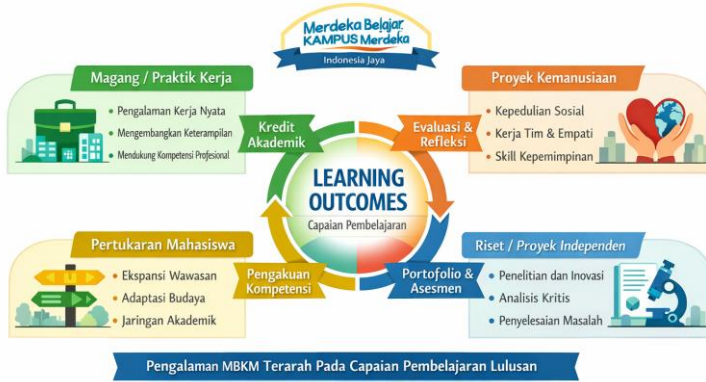 Merdeka Belajar
KAMPUS Merdeka
Indonesia Jaya
Magang / Praktik Kerja
Pengalaman Kerja Nyata
Mengembangkan Keterampilan
Mendukung Kompetensi Profesional
Kredit
Akademik
Evaluasi &
Refleksi
Proyek Kemanusiaan
Kepedulian Sosial
Kerja Tim & Empati
Skill Kepemimpinan
LEARNING
OUTCOMES
Capaian Pembelajaran
Pertukaran Mahasiswa
Ekspansi Wawasan
Adaptasi Budaya
Jaringan Akademik
Pengakuan
Kompetensi
Portofolio &
Asesmen
Riset / Proyek Independen
Penelitian dan Inovasi
Analisis Kritis
Penyelesaian Masalah
Pengalaman MBKM Terarah Pada Capaian Pembelajaran Lulusan